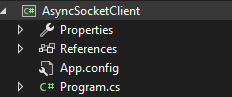 C# AsyncSocketClient
Properties
References
App.config
C# Program.cs